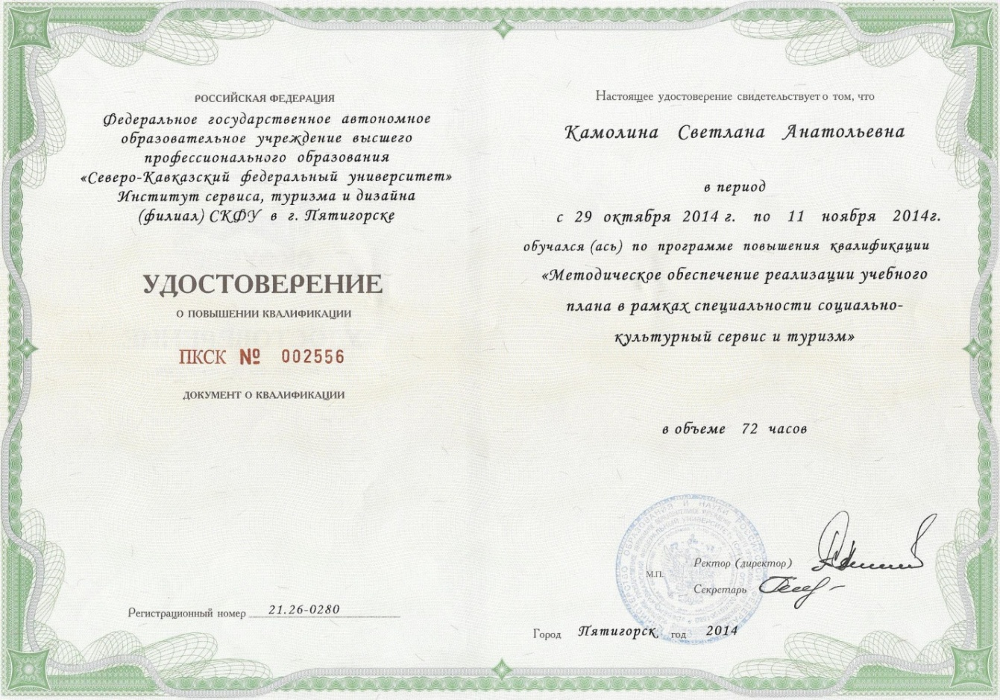 РОССИЙСКАЯ ФЕДЕРАЦИЯ
Федеральное государственное автономное
образовательное учреждение высшего
профессионального образования
«Северо-Кавказский федеральный университет»
Институт сервиса, туризма и дизайна
(филиал) СКФУ в г. Пятигорске
УДОСТОВЕРЕНИЕ
О ПОВЫШЕНИИ КВАЛИФИКАЦИИ
ПКСК № 002556
ДОКУМЕНТ О КВАЛИФИКАЦИИ
Регистрационный номер 21.26-0280
Настоящее удостоверение свидетельствует о том, что
Камолина Светлана Анатольевна
в период
с 29 октября 2014 г. по 11 ноября 2014г.
обучался (ась) по программе повышения квалификации
«Методическое обеспечение реализации учебного
плана в рамках специальности социально-
культурный сервис и туризм»
в объеме 72 часов
М.П.
Ректор (директор)
Секретарь
Город Пятигорск, год 2014